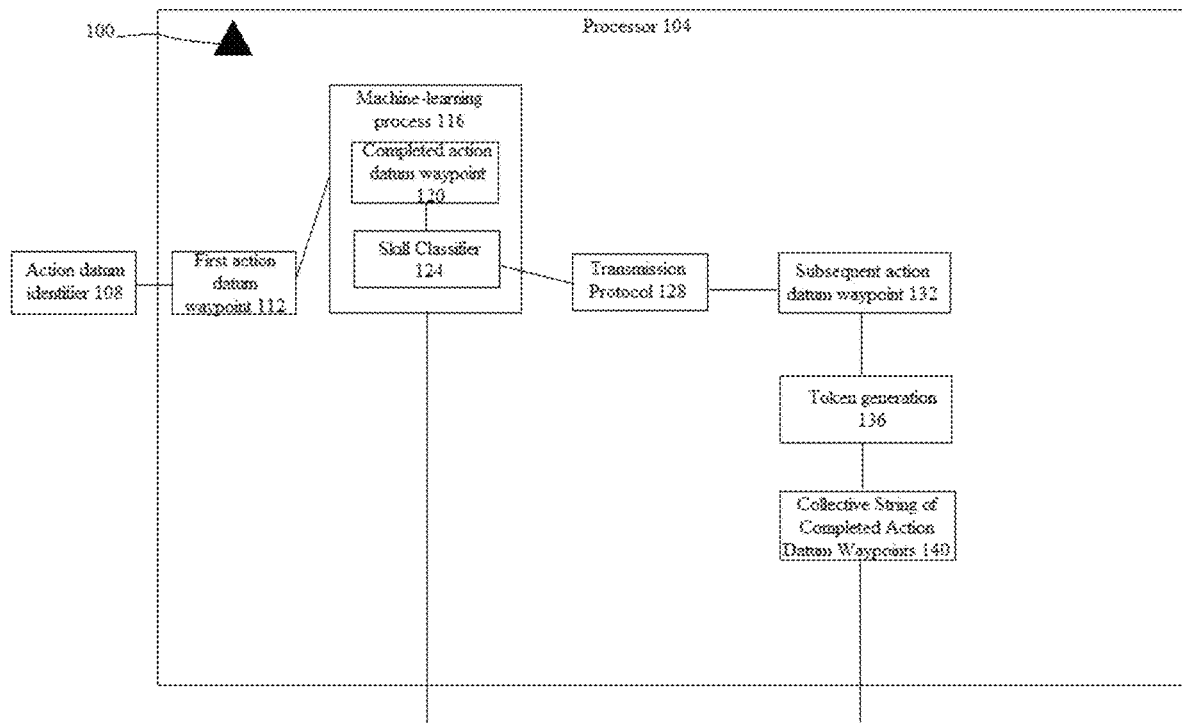 100
Processor 104
Machine-learning
process 116
Completed action
datum waypoint
120
Skill Classifier
124
Action datum
identifier 108
First action
datum
waypoint 112
Transmission
Protocol 128
Subsequent action
datum waypoint 132
Token generation
136
Collective String of
Completed Action
Datum Waypoints 140